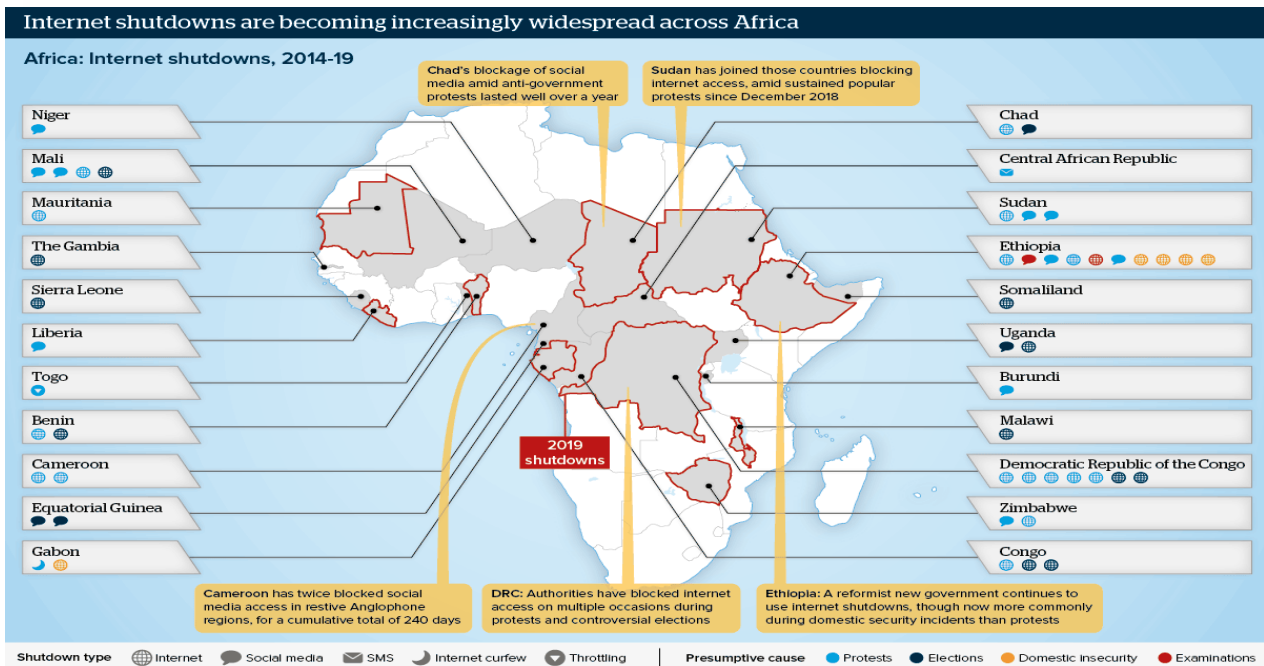 Internet shutdowns are becoming increasingly widespread across Africa
Africa: Internet shutdowns, 2014-19
Chad's blockage of social
media amid anti-government
protests lasted well over a year
Sudan has joined those countries blocking
internet access, amid sustained popular
protests since December 2018
Niger
Mali
Mauritania
The Gambia
Sierra Leone
Liberia
Togo
Benin
Cameroon
Equatorial Guinea
Gabon
Chad
Central African Republic
Sudan
Ethiopia
Somaliland
Uganda
Burundi
Malawi
Democratic Republic of the Congo
Zimbabwe
Congo
2019
shutdowns
Cameroon has twice blocked social
media access in restive Anglophone
regions, for a cumulative total of 240 days
DRC: Authorities have blocked internet
access on multiple occasions during
protests and controversial elections
Ethiopia: A reformist new government continues to
use internet shutdowns, though now more commonly
during domestic security incidents than protests
Shutdown type Internet Social media SMS Internet curfew Throttling Presumptive cause Protests Elections Domestic insecurity Examinations